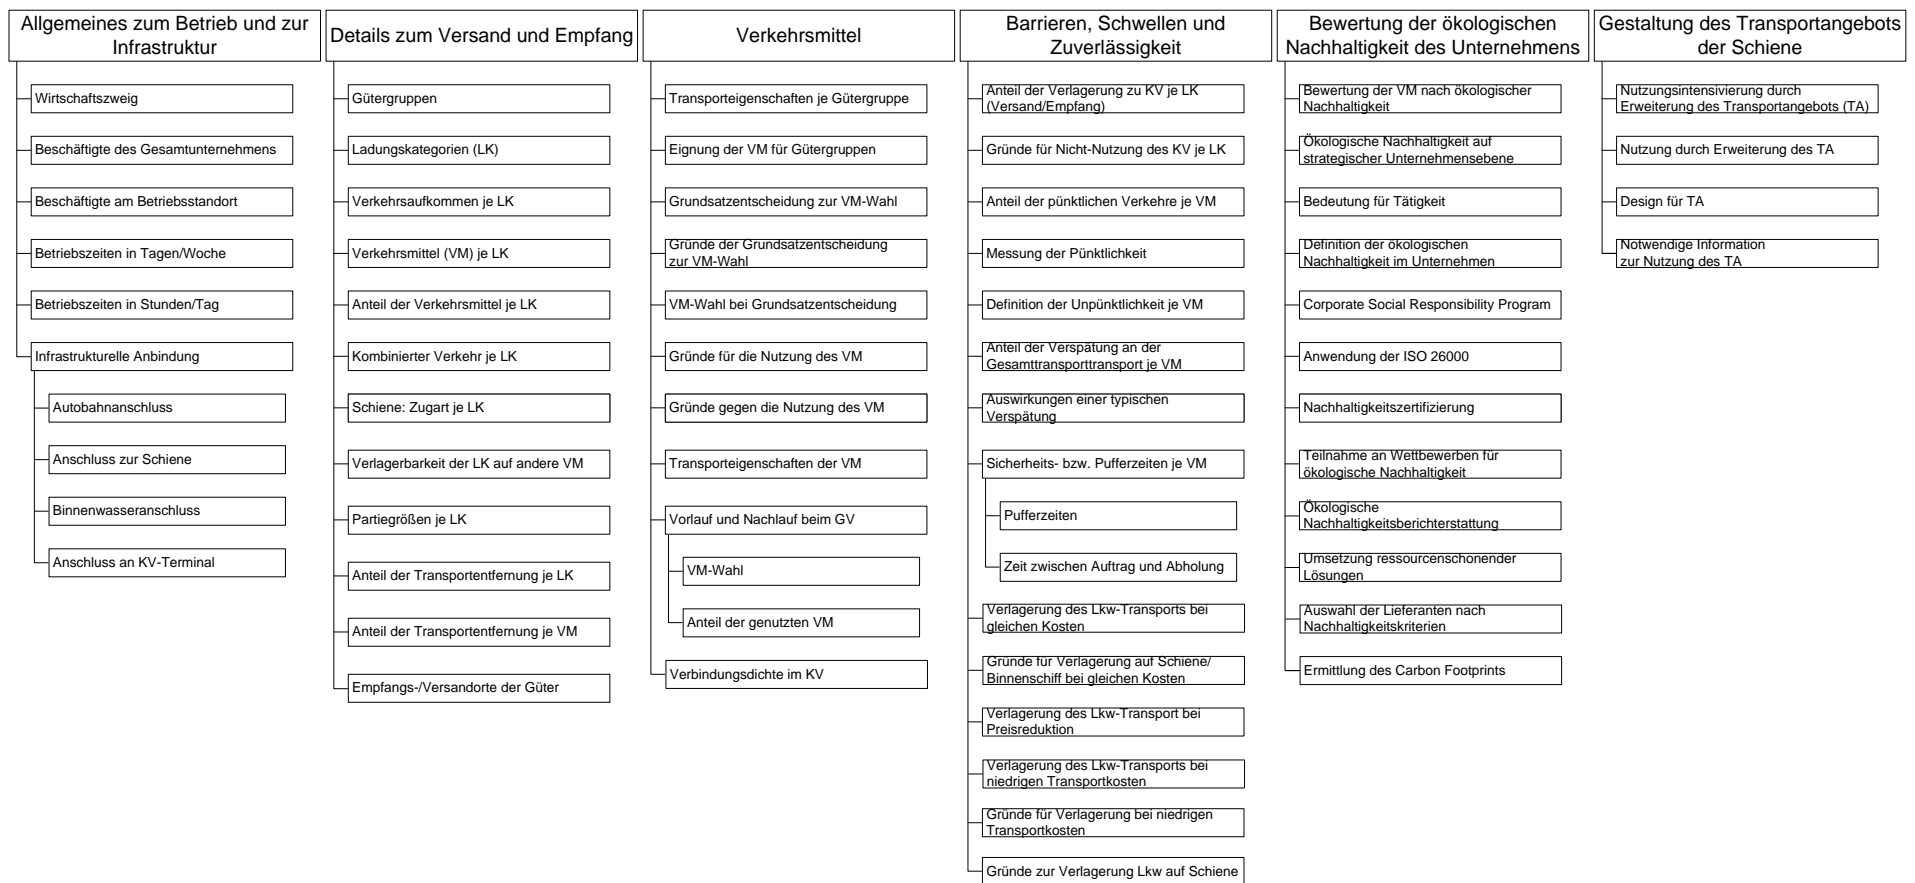 Allgemeines zum Betrieb und zur
Infrastruktur
Wirtschaftszweig
Beschäftigte des Gesamtunternehmens
Beschäftigte am Betriebsstandort
Betriebszeiten in Tagen/Woche
Betriebszeiten in Stunden/Tag
Infrastrukturelle Anbindung
Autobahnanschluss
Anschluss zur Schiene
Binnenwasseranschluss
Anschluss an KV-Terminal
Details zum Versand und Empfang
Gütergruppen
Ladungskategorien (LK)
Verkehrsaufkommen je LK
Verkehrsmittel (VM) je LK
Anteil der Verkehrsmittel je LK
Kombinierter Verkehr je LK
Schiene: Zugart je LK
Verlagerbarkeit der LK auf andere VM
Partiegrößen je LK
Anteil der Transportentfernung je LK
Anteil der Transportentfernung je VM
Empfangs-/Versandorte der Güter
Verkehrsmittel
Transporteigenschaften je Gütergruppe
Eignung der VM für Gütergruppen
Grundsatzentscheidung zur VM-Wahl
Gründe der Grundsatzentscheidung
zur VM-Wahl
VM-Wahl bei Grundsatzentscheidung
Gründe für die Nutzung des VM
Gründe gegen die Nutzung des VM
Transporteigenschaften der VM
Vorlauf und Nachlauf beim GV
VM-Wahl
Anteil der genutzten VM
Verbindungsdichte im KV
Barrieren, Schwellen und
Zuverlässigkeit
Anteil der Verlagerung zu KV je LK
(Versand/Empfang)
Gründe für Nicht-Nutzung des KV je LK
Anteil der pünktlichen Verkehre je VM
Messung der Pünktlichkeit
Definition der Unpünktlichkeit je VM
Anteil der Verspätung an der
Gesamttransporttransport je VM
Auswirkungen einer typischen
Verspätung
Sicherheits- bzw. Pufferzeiten je VM
Pufferzeiten
Zeit zwischen Auftrag und Abholung
Verlagerung des Lkw-Transports bei
gleichen Kosten
Gründe für Verlagerung auf Schiene/
Binnenschiff bei gleichen Kosten
Verlagerung des Lkw-Transport bei
Preisreduktion
Verlagerung des Lkw-Transports bei
niedrigen Transportkosten
Gründe für Verlagerung bei niedrigen
Transportkosten
Gründe zur Verlagerung Lkw auf Schiene
Bewertung der ökologischen
Nachhaltigkeit des Unternehmens
Bewertung der VM nach ökologischer
Nachhaltigkeit
Ökologische Nachhaltigkeit auf
strategischer Unternehmensebene
Bedeutung für Tätigkeit
Definition der ökologischen
Nachhaltigkeit im Unternehmen
Corporate Social Responsibility Program
Anwendung der ISO 26000
Nachhaltigkeitszertifizierung
Teilnahme an Wettbewerben für
ökologische Nachhaltigkeit
Ökologische
Nachhaltigkeitsberichterstattung
Umsetzung ressourcenschonender
Lösungen
Auswahl der Lieferanten nach
Nachhaltigkeitskriterien
Ermittlung des Carbon Footprints
Gestaltung des Transportangebots
der Schiene
Nutzungsintensivierung durch
Erweiterung des Transportangebots (TA)
Nutzung durch Erweiterung des TA
Design für TA
Notwendige Information
zur Nutzung des TA